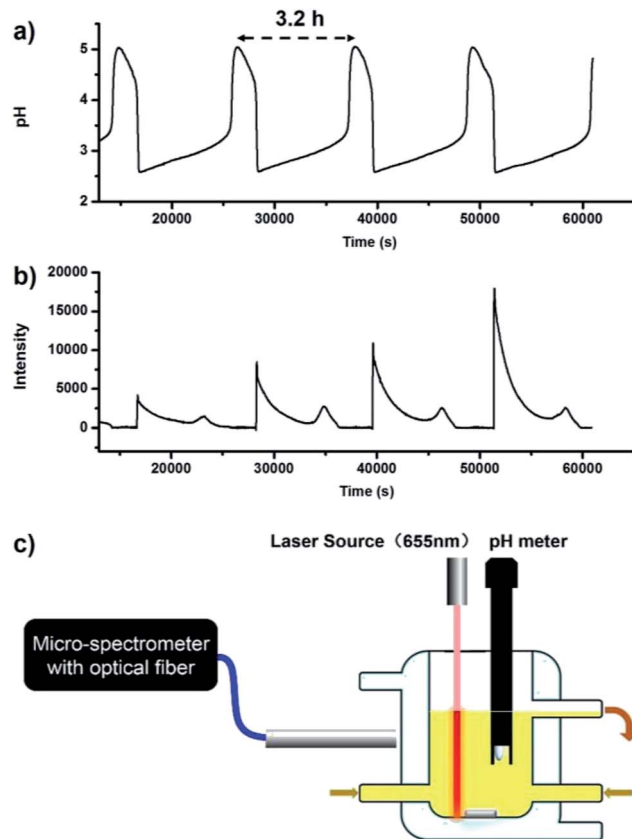 a)
3.2 h
5
4
3
2
pH
20000 30000 40000 50000 60000
Time (s)
b)
20000
15000
10000
5000
0
Intensity
20000 30000 40000 50000 60000
Time (s)
c)
Laser Source（655nm） pH meter
Micro-spectrometer
with optical fiber